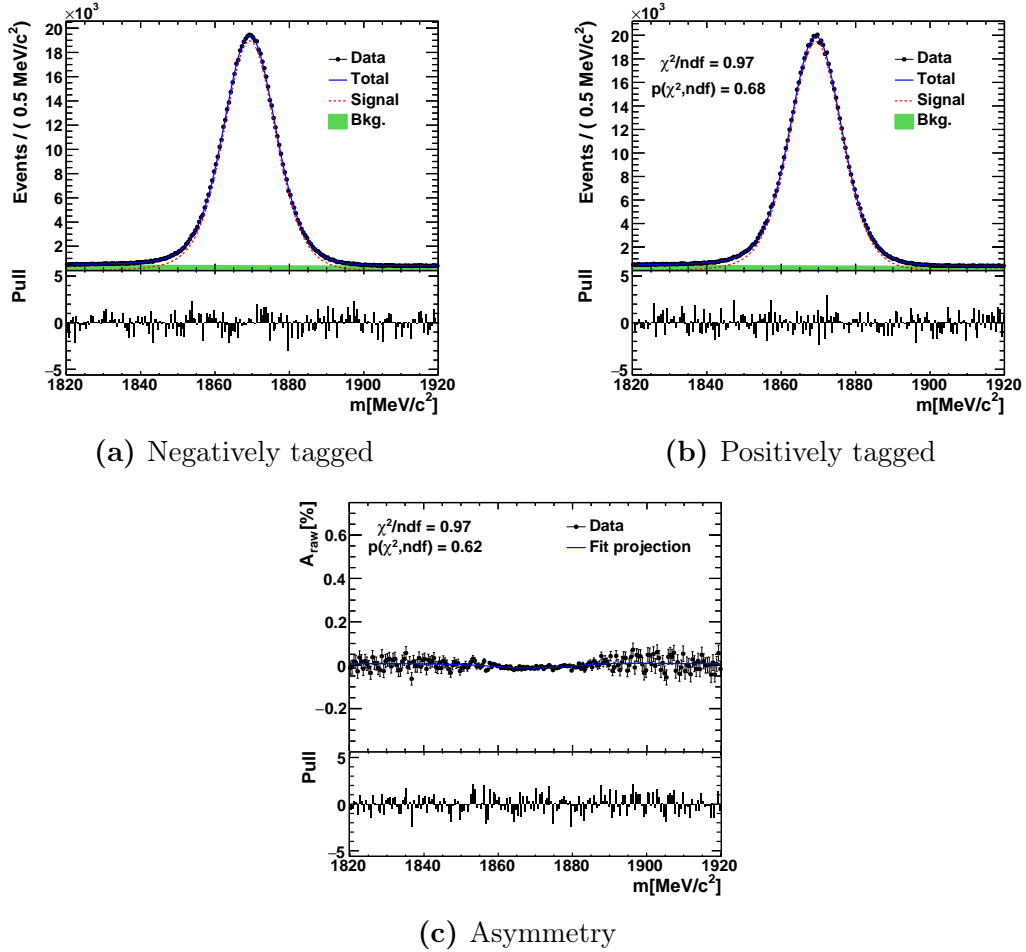 ×10³
Events / ( 0.5 MeV/c²)
20
18
16
14
12
10
8
6
4
2
Data
Total
Signal
Bkg.
Pull
5
0
−5
1820 1840 1860 1880 1900 1920
m[MeV/c²]
(a) Negatively tagged
×10³
Events / ( 0.5 MeV/c²)
20
18
16
14
12
10
8
6
4
2
χ²/ndf = 0.97
p(χ²,ndf) = 0.68
Data
Total
Signal
Bkg.
Pull
5
0
−5
1820 1840 1860 1880 1900 1920
m[MeV/c²]
(b) Positively tagged
A_raw[%]
0.6
0.4
0.2
0
−0.2
χ²/ndf = 0.97
p(χ²,ndf) = 0.62
Data
Fit projection
Pull
5
0
−5
1820 1840 1860 1880 1900 1920
m[MeV/c²]
(c) Asymmetry